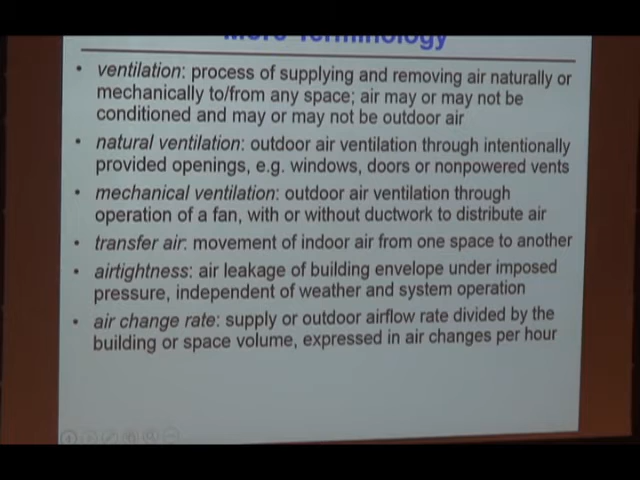 More Terminology
• ventilation: process of supplying and removing air naturally or
mechanically to/from any space; air may or may not be
conditioned and may or may not be outdoor air
• natural ventilation: outdoor air ventilation through intentionally
provided openings, e.g. windows, doors or nonpowered vents
• mechanical ventilation: outdoor air ventilation through
operation of a fan, with or without ductwork to distribute air
• transfer air: movement of indoor air from one space to another
• airtightness: air leakage of building envelope under imposed
pressure, independent of weather and system operation
• air change rate: supply or outdoor airflow rate divided by the
building or space volume, expressed in air changes per hour